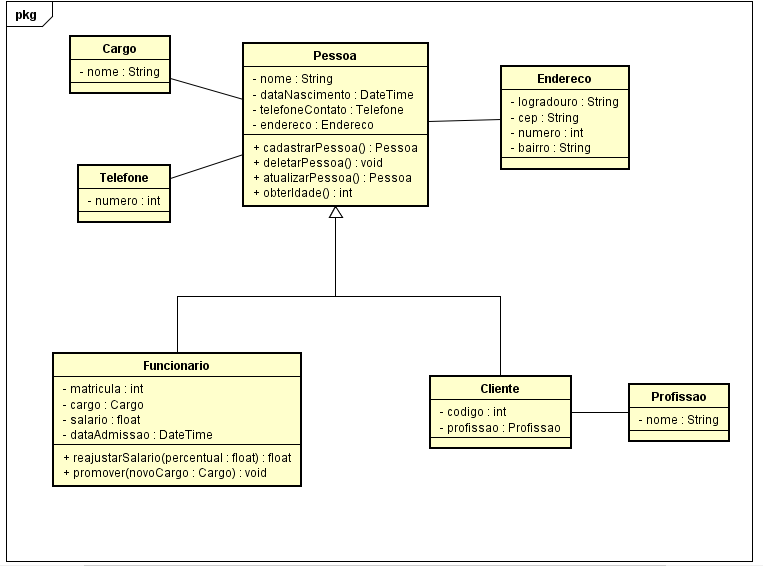 pkg
Cargo
- nome : String
Pessoa
- nome : String
- dataNascimento : DateTime
- telefoneContato : Telefone
- endereco : Endereco
+ cadastrarPessoa() : Pessoa
+ deletarPessoa() : void
+ atualizarPessoa() : Pessoa
+ obterIdade() : int
Endereco
- logradouro : String
- cep : String
- numero : int
- bairro : String
Telefone
- numero : int
Funcionario
- matricula : int
- cargo : Cargo
- salario : float
- dataAdmissao : DateTime
+ reajustarSalario(percentual : float) : float
+ promover(novoCargo : Cargo) : void
Cliente
- codigo : int
- profissao : Profissao
Profissao
- nome : String